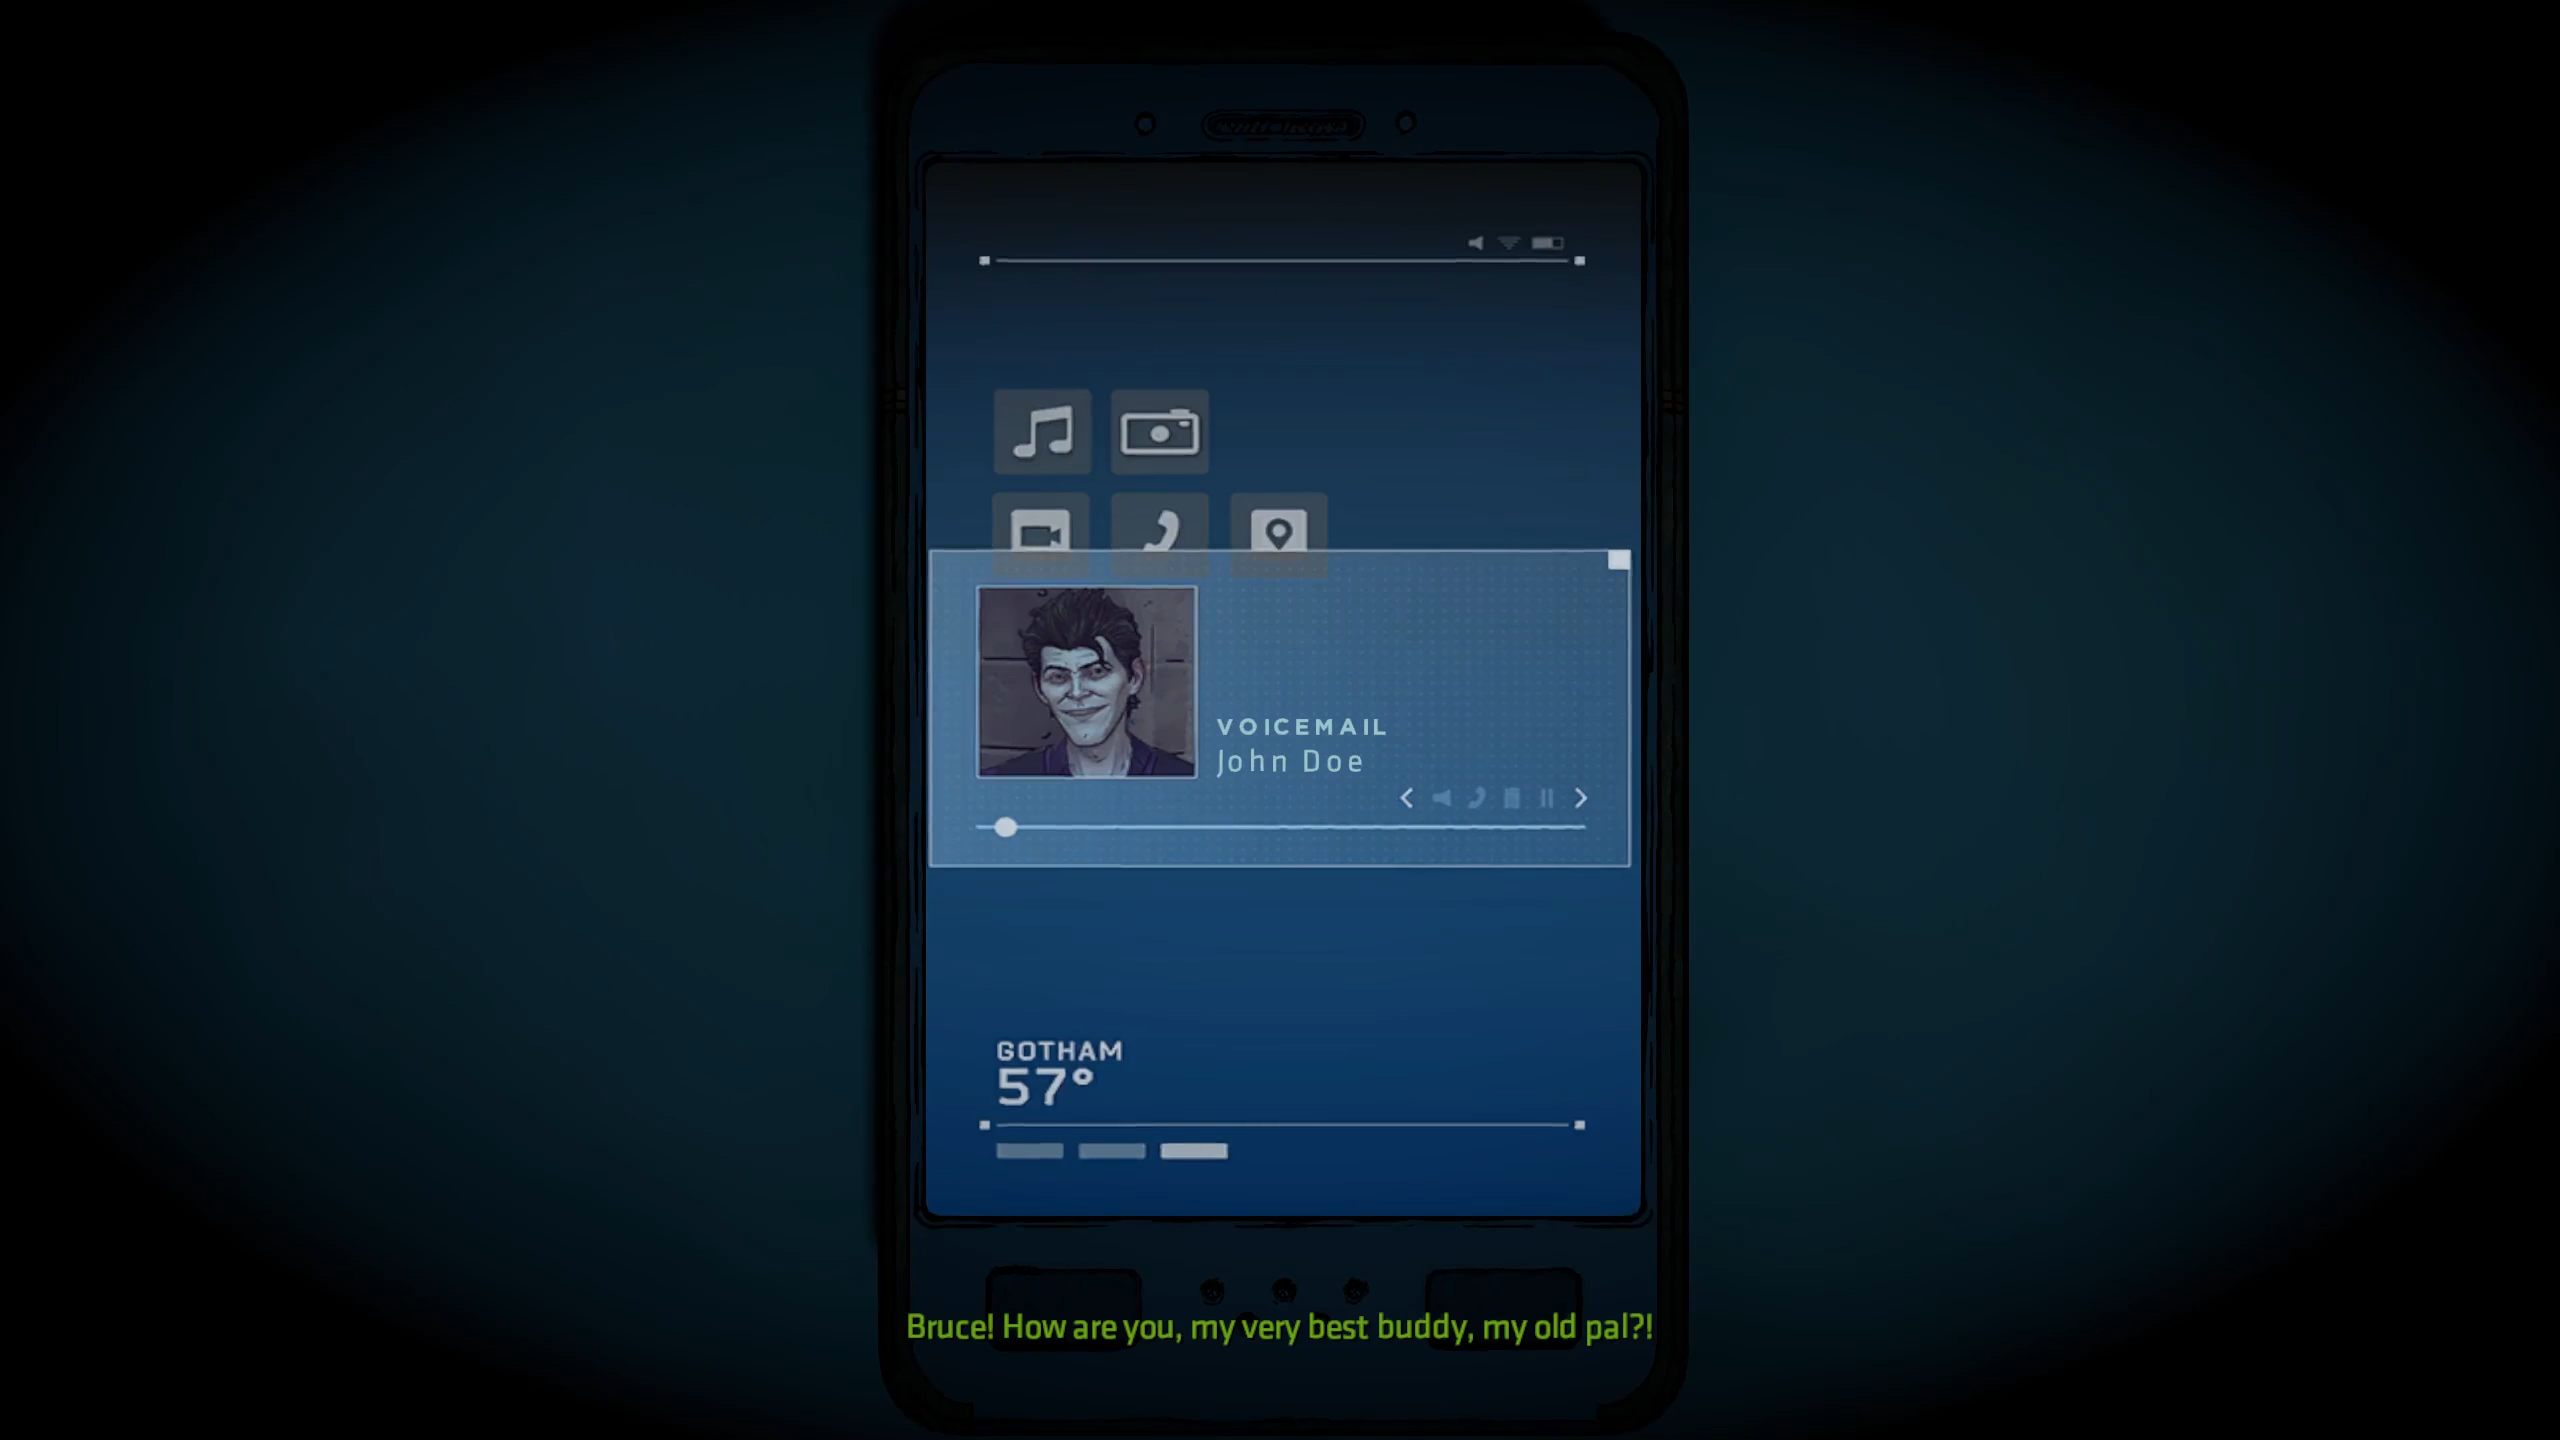 VOICEMAIL
John Doe
GOTHAM
57°
Bruce! How are you, my very best buddy, my old pal?!